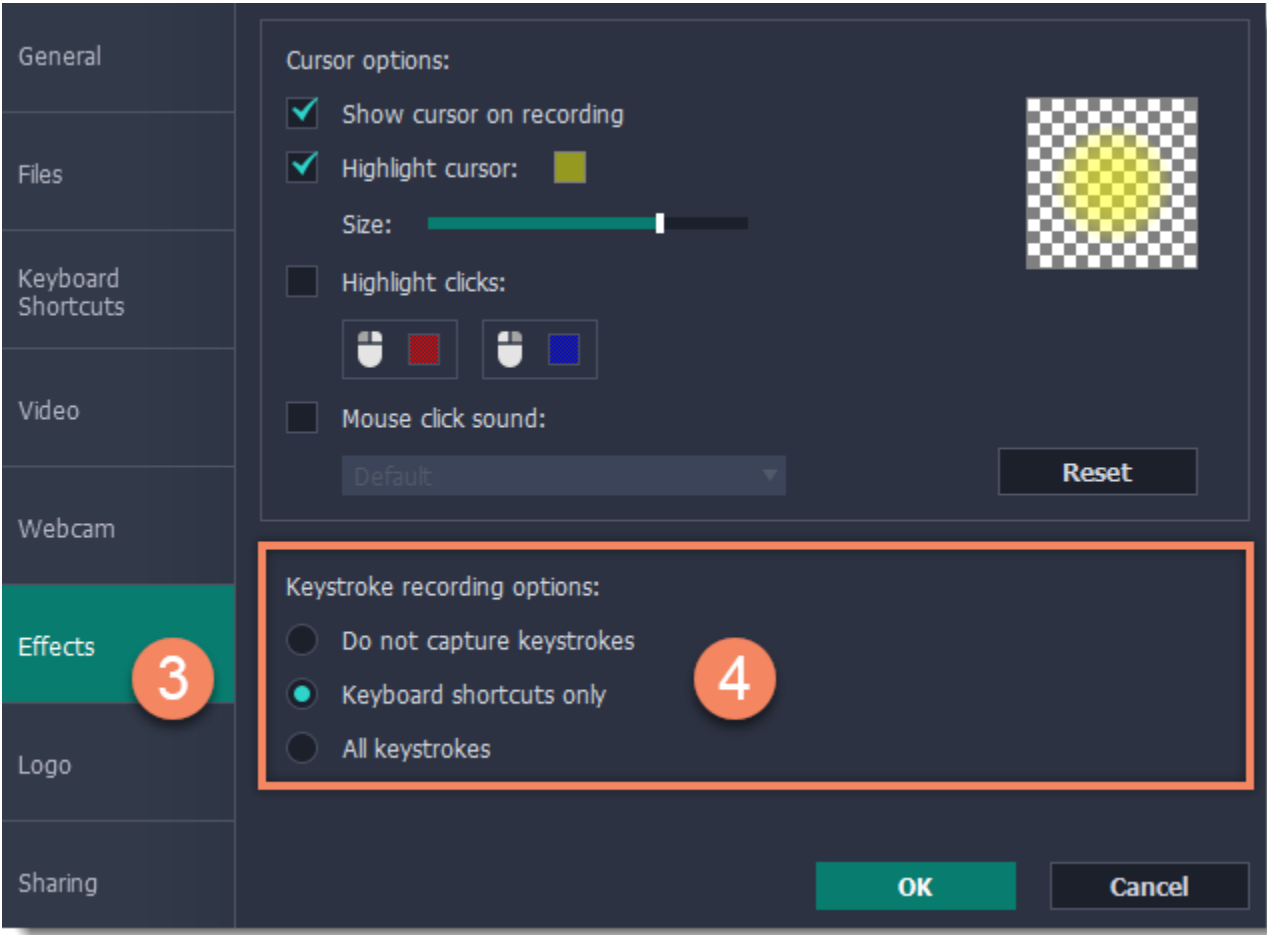 General
Files
Keyboard
Shortcuts
Video
Webcam
Effects
3
Logo
Sharing
Cursor options:
Show cursor on recording
Highlight cursor:
Size:
Highlight clicks:
Mouse click sound:
Default
Reset
Keystroke recording options:
Do not capture keystrokes
Keyboard shortcuts only
All keystrokes
4
OK
Cancel